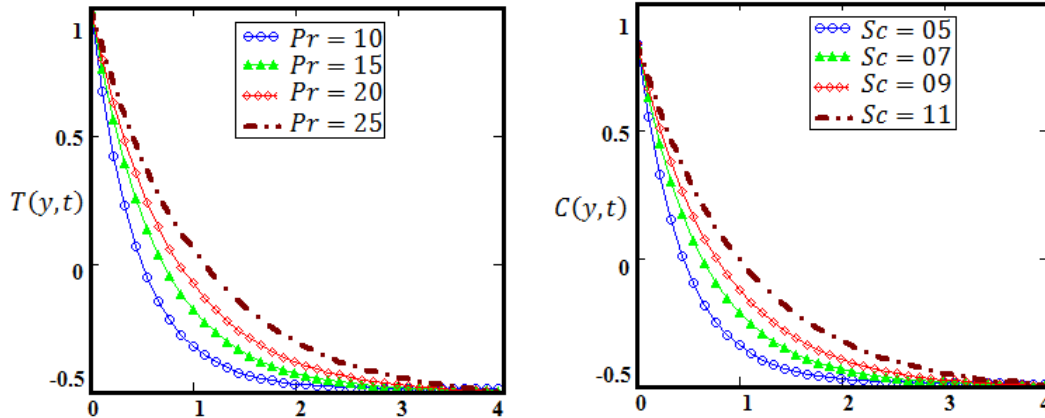 1
0.5
T(y,t)
0
-0.5
0
1
2
3
4
Pr = 10
Pr = 15
Pr = 20
Pr = 25
1
0.5
C(y,t)
0
-0.5
0
1
2
3
4
Sc = 05
Sc = 07
Sc = 09
Sc = 11